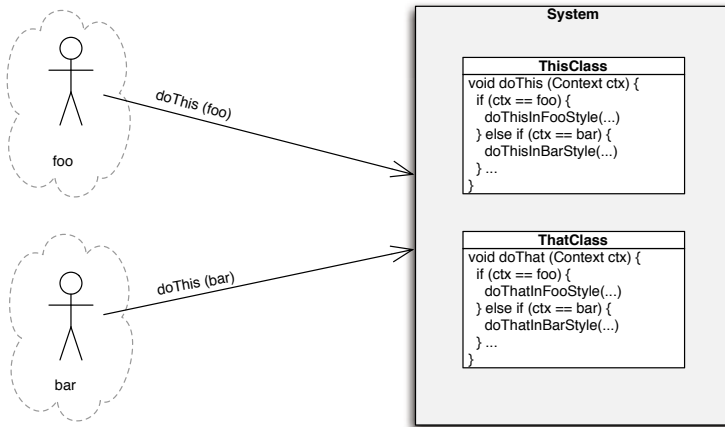 System
doThis (foo)
foo
ThisClass
void doThis (Context ctx) {
if (ctx == foo) {
doThisInFooStyle(...)
} else if (ctx == bar) {
doThisInBarStyle(...)
} ...
}
doThis (bar)
bar
ThatClass
void doThat (Context ctx) {
if (ctx == foo) {
doThatInFooStyle(...)
} else if (ctx == bar) {
doThatInBarStyle(...)
} ...
}